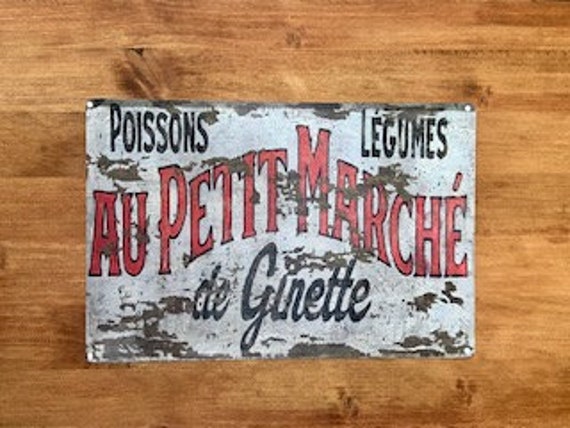 POISSONS LÉGUMES
AU PETIT MARCHÉ
de Ginette